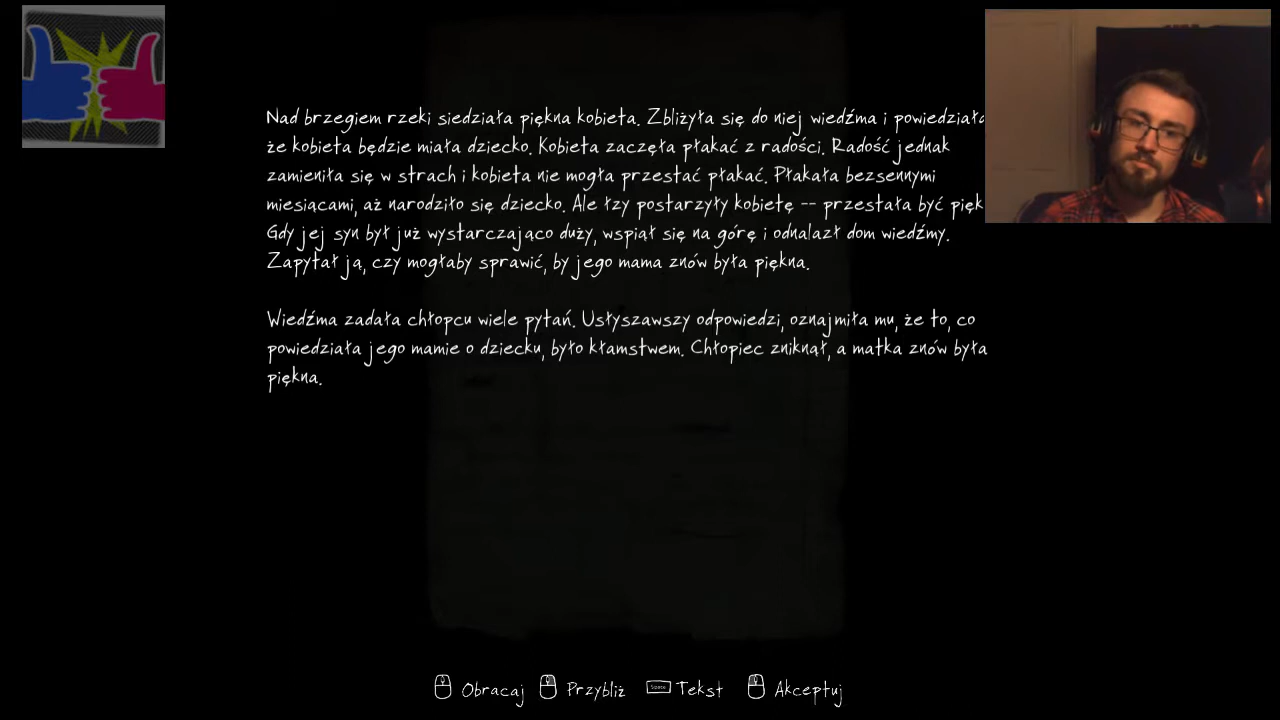 Nad brzegiem rzeki siedziała piękna kobieta. Zbliżyła się do niej wiedźma i powiedziała
że kobieta będzie miała dziecko. Kobieta zaczęła płakać z radości. Radość jednak
zamieniła się w strach i kobieta nie mogła przestać płakać. Płakała bezsennymi
miesiącami, aż narodziło się dziecko. Ale łzy postarzyły kobietę -- przestała być pięk
Gdy jej syn był już wystarczająco duży, wspiął się na górę i odnalazł dom wiedźmy.
Zapytał ją, czy mogłaby sprawić, by jego mama znów była piękna.
Wiedźma zadała chłopcu wiele pytań. Usłyszawszy odpowiedzi, oznajmiła mu, że to, co
powiedziała jego mamie o dziecku, było kłamstwem. Chłopiec zniknął, a matka znów była
piękna.
Obracaj Przybliż Space Tekst Akceptuj